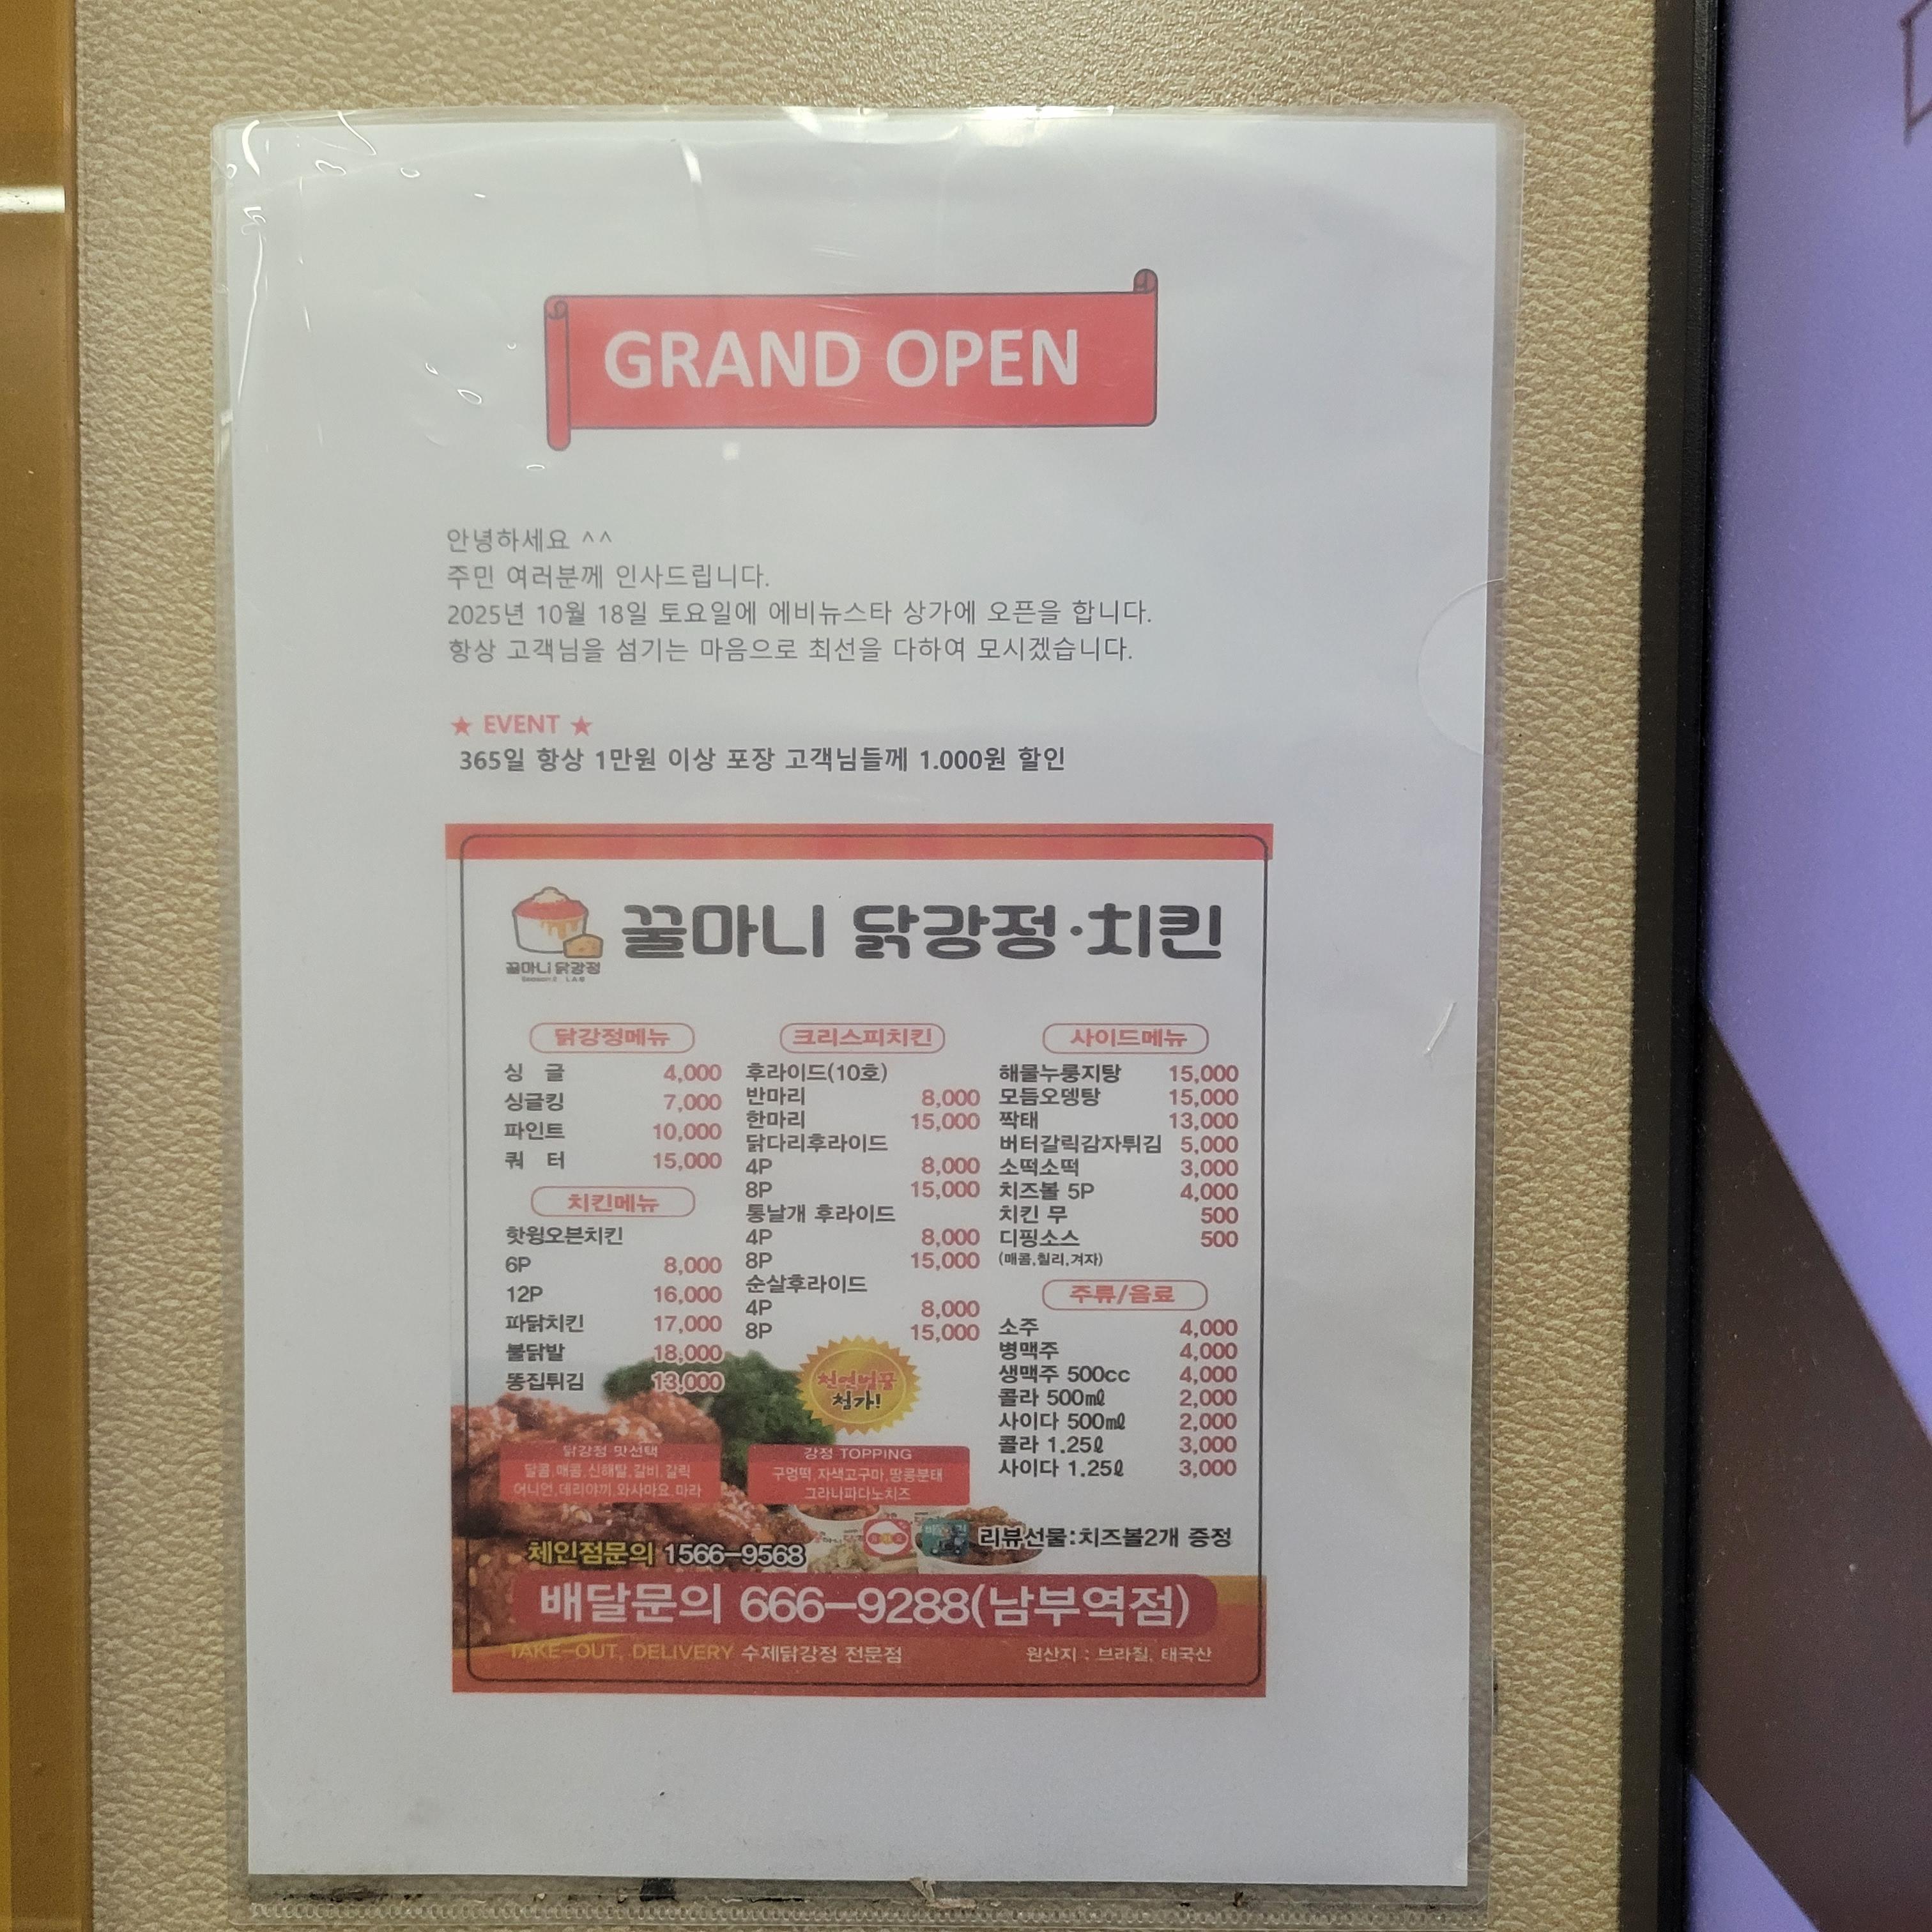 GRAND OPEN
안녕하세요 ^^
주민 여러분께 인사드립니다.
2025년 10월 18일 토요일에 에비뉴스타 상가에 오픈을 합니다.
항상 고객님을 섬기는 마음으로 최선을 다하여 모시겠습니다.
★ EVENT ★
365일 항상 1만원 이상 포장 고객님들께 1.000원 할인
꿀마니 닭강정·치킨
꿀마니 닭강정
닭강정메뉴
싱 글 4,000
싱글킹 7,000
파인트 10,000
쿼 터 15,000
치킨메뉴
핫윙오븐치킨
6P 8,000
12P 16,000
파닭치킨 17,000
불닭발 18,000
똥집튀김 13,000
크리스피치킨
후라이드(10호)
반마리 8,000
한마리 15,000
닭다리후라이드
4P 8,000
8P 15,000
통날개 후라이드
4P 8,000
8P 15,000
순살후라이드
4P 8,000
8P 15,000
사이드메뉴
해물누룽지탕 15,000
모듬오뎅탕 15,000
짝태 13,000
버터갈릭감자튀김 5,000
소떡소떡 3,000
치즈볼 5P 4,000
치킨 무 500
디핑소스 500
(매콤,칠리,겨자)
주류/음료
소주 4,000
병맥주 4,000
생맥주 500cc 4,000
콜라 500㎖ 2,000
사이다 500㎖ 2,000
콜라 1.25ℓ 3,000
사이다 1.25ℓ 3,000
천연벌꿀
첨가!
닭강정 맛선택
달콤,매콤,신해탈,갈비,갈릭
어니언,데리야끼,와사마요,마라
강정 TOPPING
구멍떡,자색고구마,땅콩분태
그라나파다노치즈
리뷰선물:치즈볼2개 증정
체인점문의 1566-9568
배달문의 666-9288(남부역점)
TAKE-OUT, DELIVERY 수제닭강정 전문점
원산지 : 브라질, 태국산